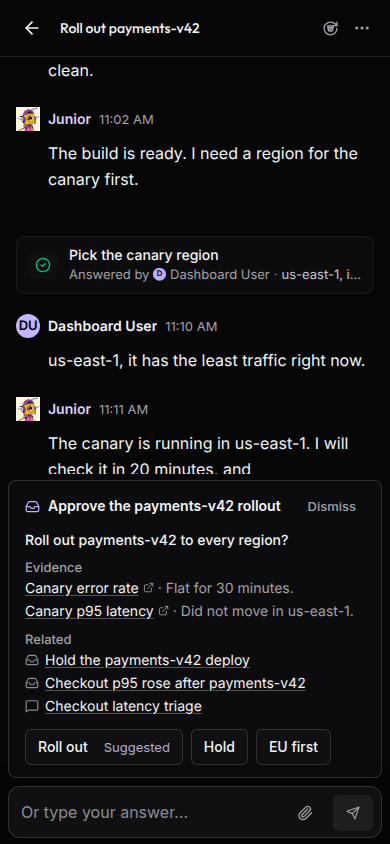 Roll out payments-v42
clean.
Junior 11:02 AM
The build is ready. I need a region for the
canary first.
Pick the canary region
Answered by D Dashboard User · us-east-1, i...
DU Dashboard User 11:10 AM
us-east-1, it has the least traffic right now.
Junior 11:11 AM
The canary is running in us-east-1. I will
check it in 20 minutes, and
Approve the payments-v42 rollout Dismiss
Roll out payments-v42 to every region?
Evidence
Canary error rate · Flat for 30 minutes.
Canary p95 latency · Did not move in us-east-1.
Related
Hold the payments-v42 deploy
Checkout p95 rose after payments-v42
Checkout latency triage
Roll out Suggested Hold EU first
Or type your answer...